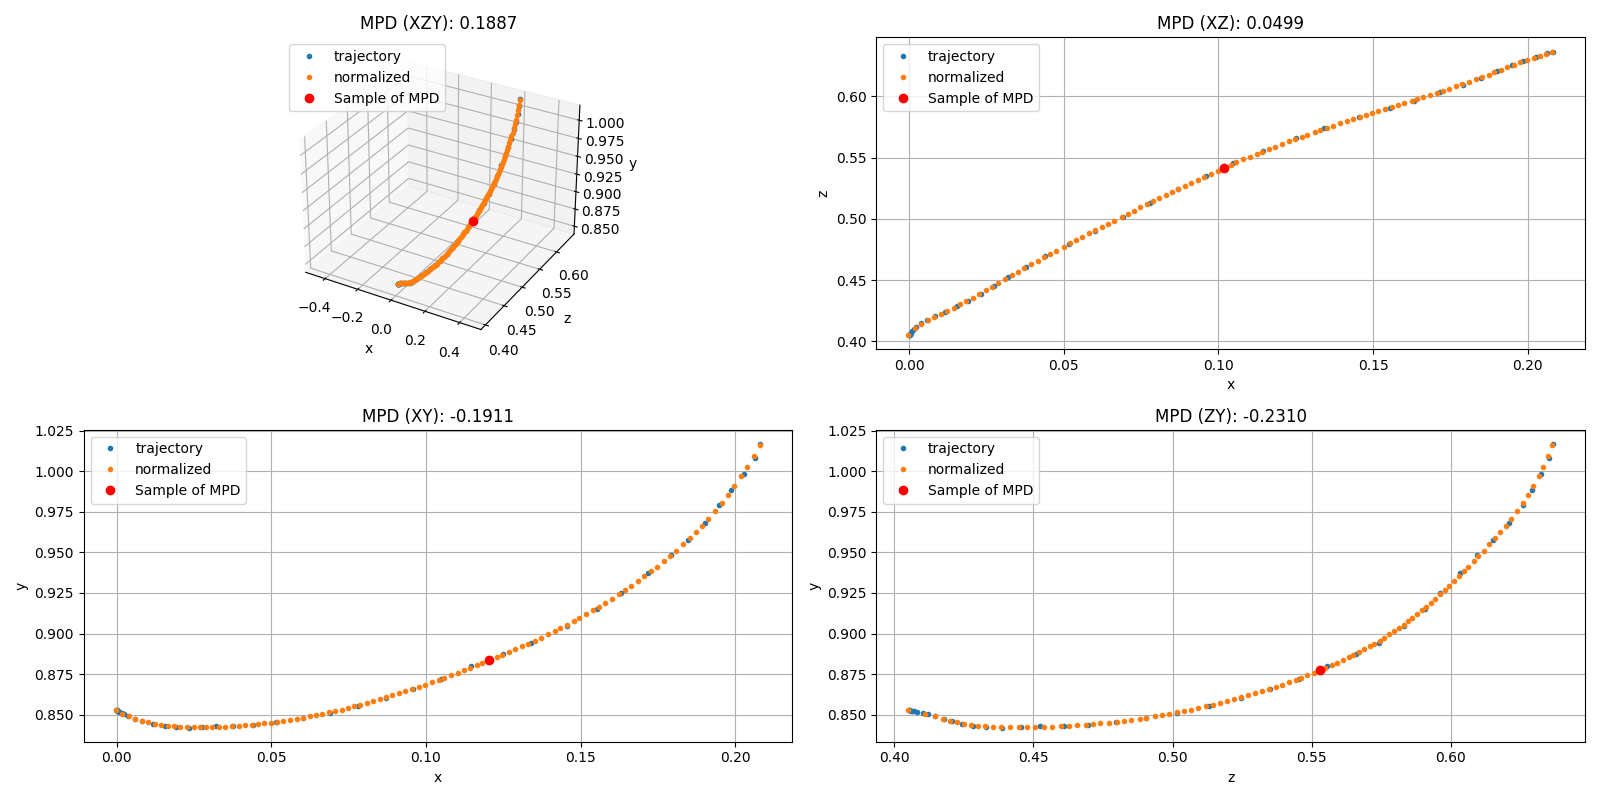 MPD (XZY): 0.1887
trajectory
normalized
Sample of MPD
1.000
0.975
0.950
0.925
0.900
0.875
0.850
y
−0.4
−0.2
0.0
0.2
0.4
x
0.40
0.45
0.50
0.55
0.60
z
MPD (XZ): 0.0499
trajectory
normalized
Sample of MPD
0.60
0.55
0.50
0.45
0.40
z
0.00 0.05 0.10 0.15 0.20
x
MPD (XY): -0.1911
trajectory
normalized
Sample of MPD
1.025
1.000
0.975
0.950
0.925
0.900
0.875
0.850
y
0.00 0.05 0.10 0.15 0.20
x
MPD (ZY): -0.2310
trajectory
normalized
Sample of MPD
1.025
1.000
0.975
0.950
0.925
0.900
0.875
0.850
y
0.40 0.45 0.50 0.55 0.60
z